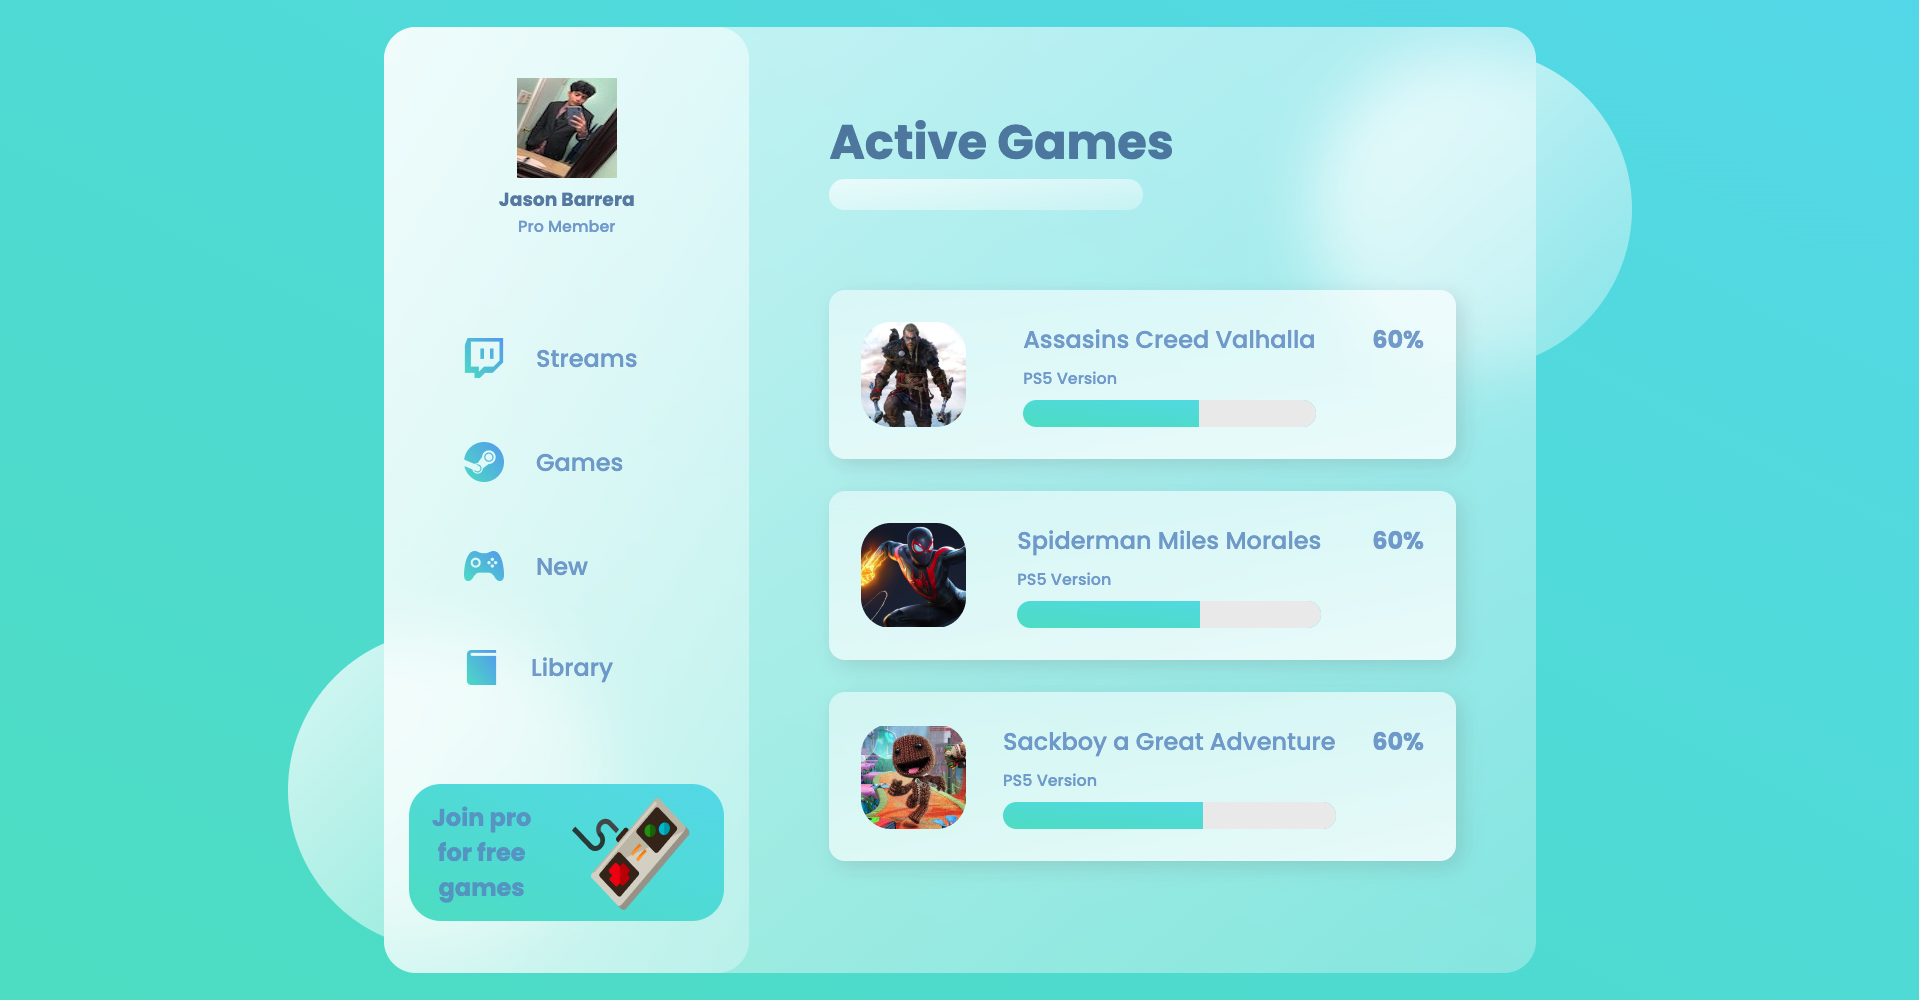 Jason Barrera
Pro Member
Streams
Games
New
Library
Join pro
for free
games
Active Games
Assasins Creed Valhalla
60%
PS5 Version
Spiderman Miles Morales
60%
PS5 Version
Sackboy a Great Adventure
60%
PS5 Version